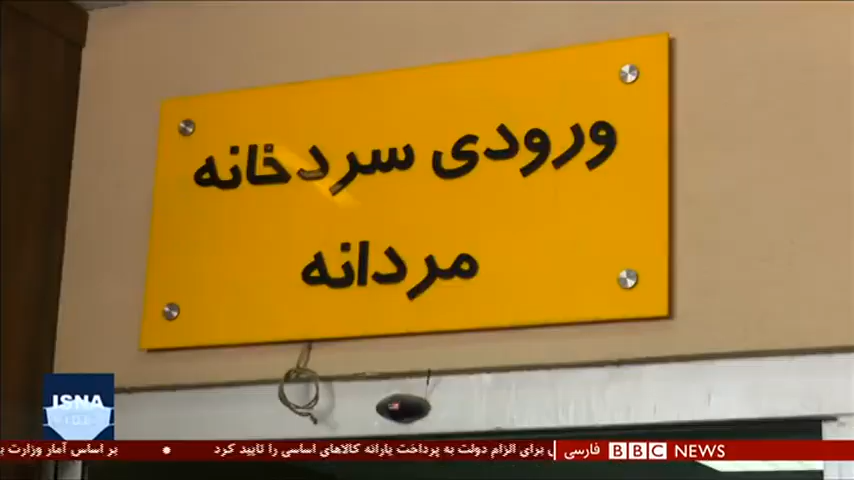 ورودی سردخانه
مردانه
ISNA
BBC NEWS فارسی
برای الزام دولت به پرداخت یارانه کالاهای اساسی را تایید کرد
بر اساس آمار وزارت